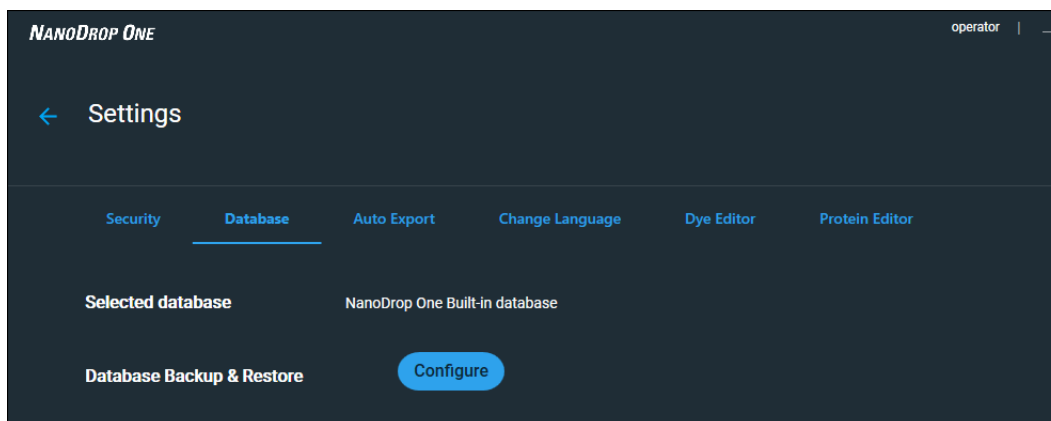 NANODROP ONE
operator |
Settings
Security Database Auto Export Change Language Dye Editor Protein Editor
Selected database NanoDrop One Built-in database
Database Backup & Restore Configure